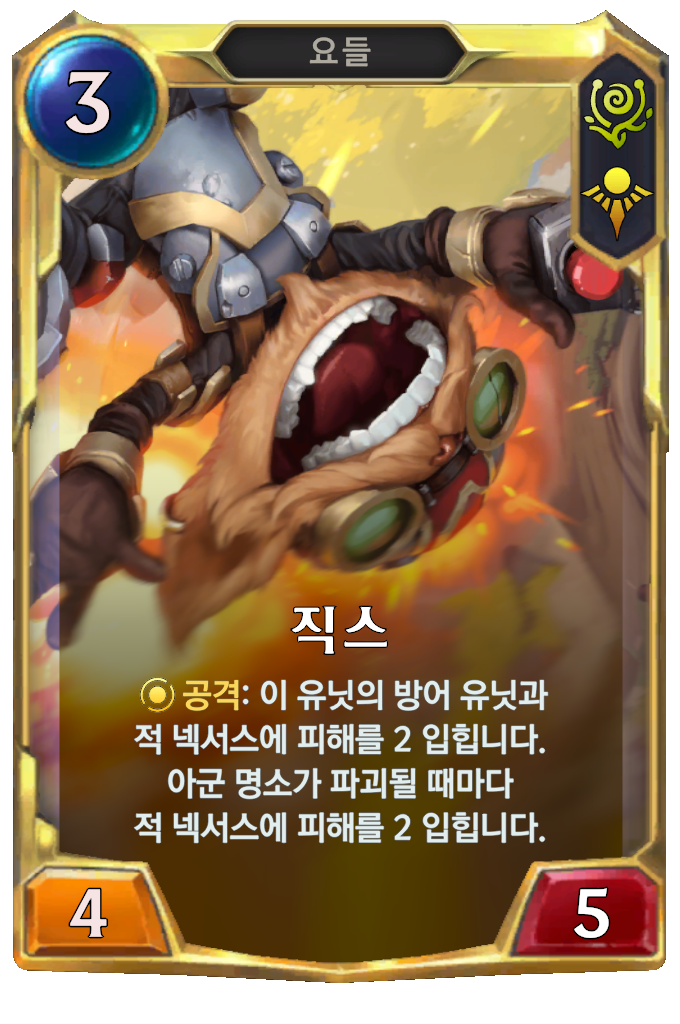 요들
3
직스
공격: 이 유닛의 방어 유닛과
적 넥서스에 피해를 2 입힙니다.
아군 명소가 파괴될 때마다
적 넥서스에 피해를 2 입힙니다.
4
5